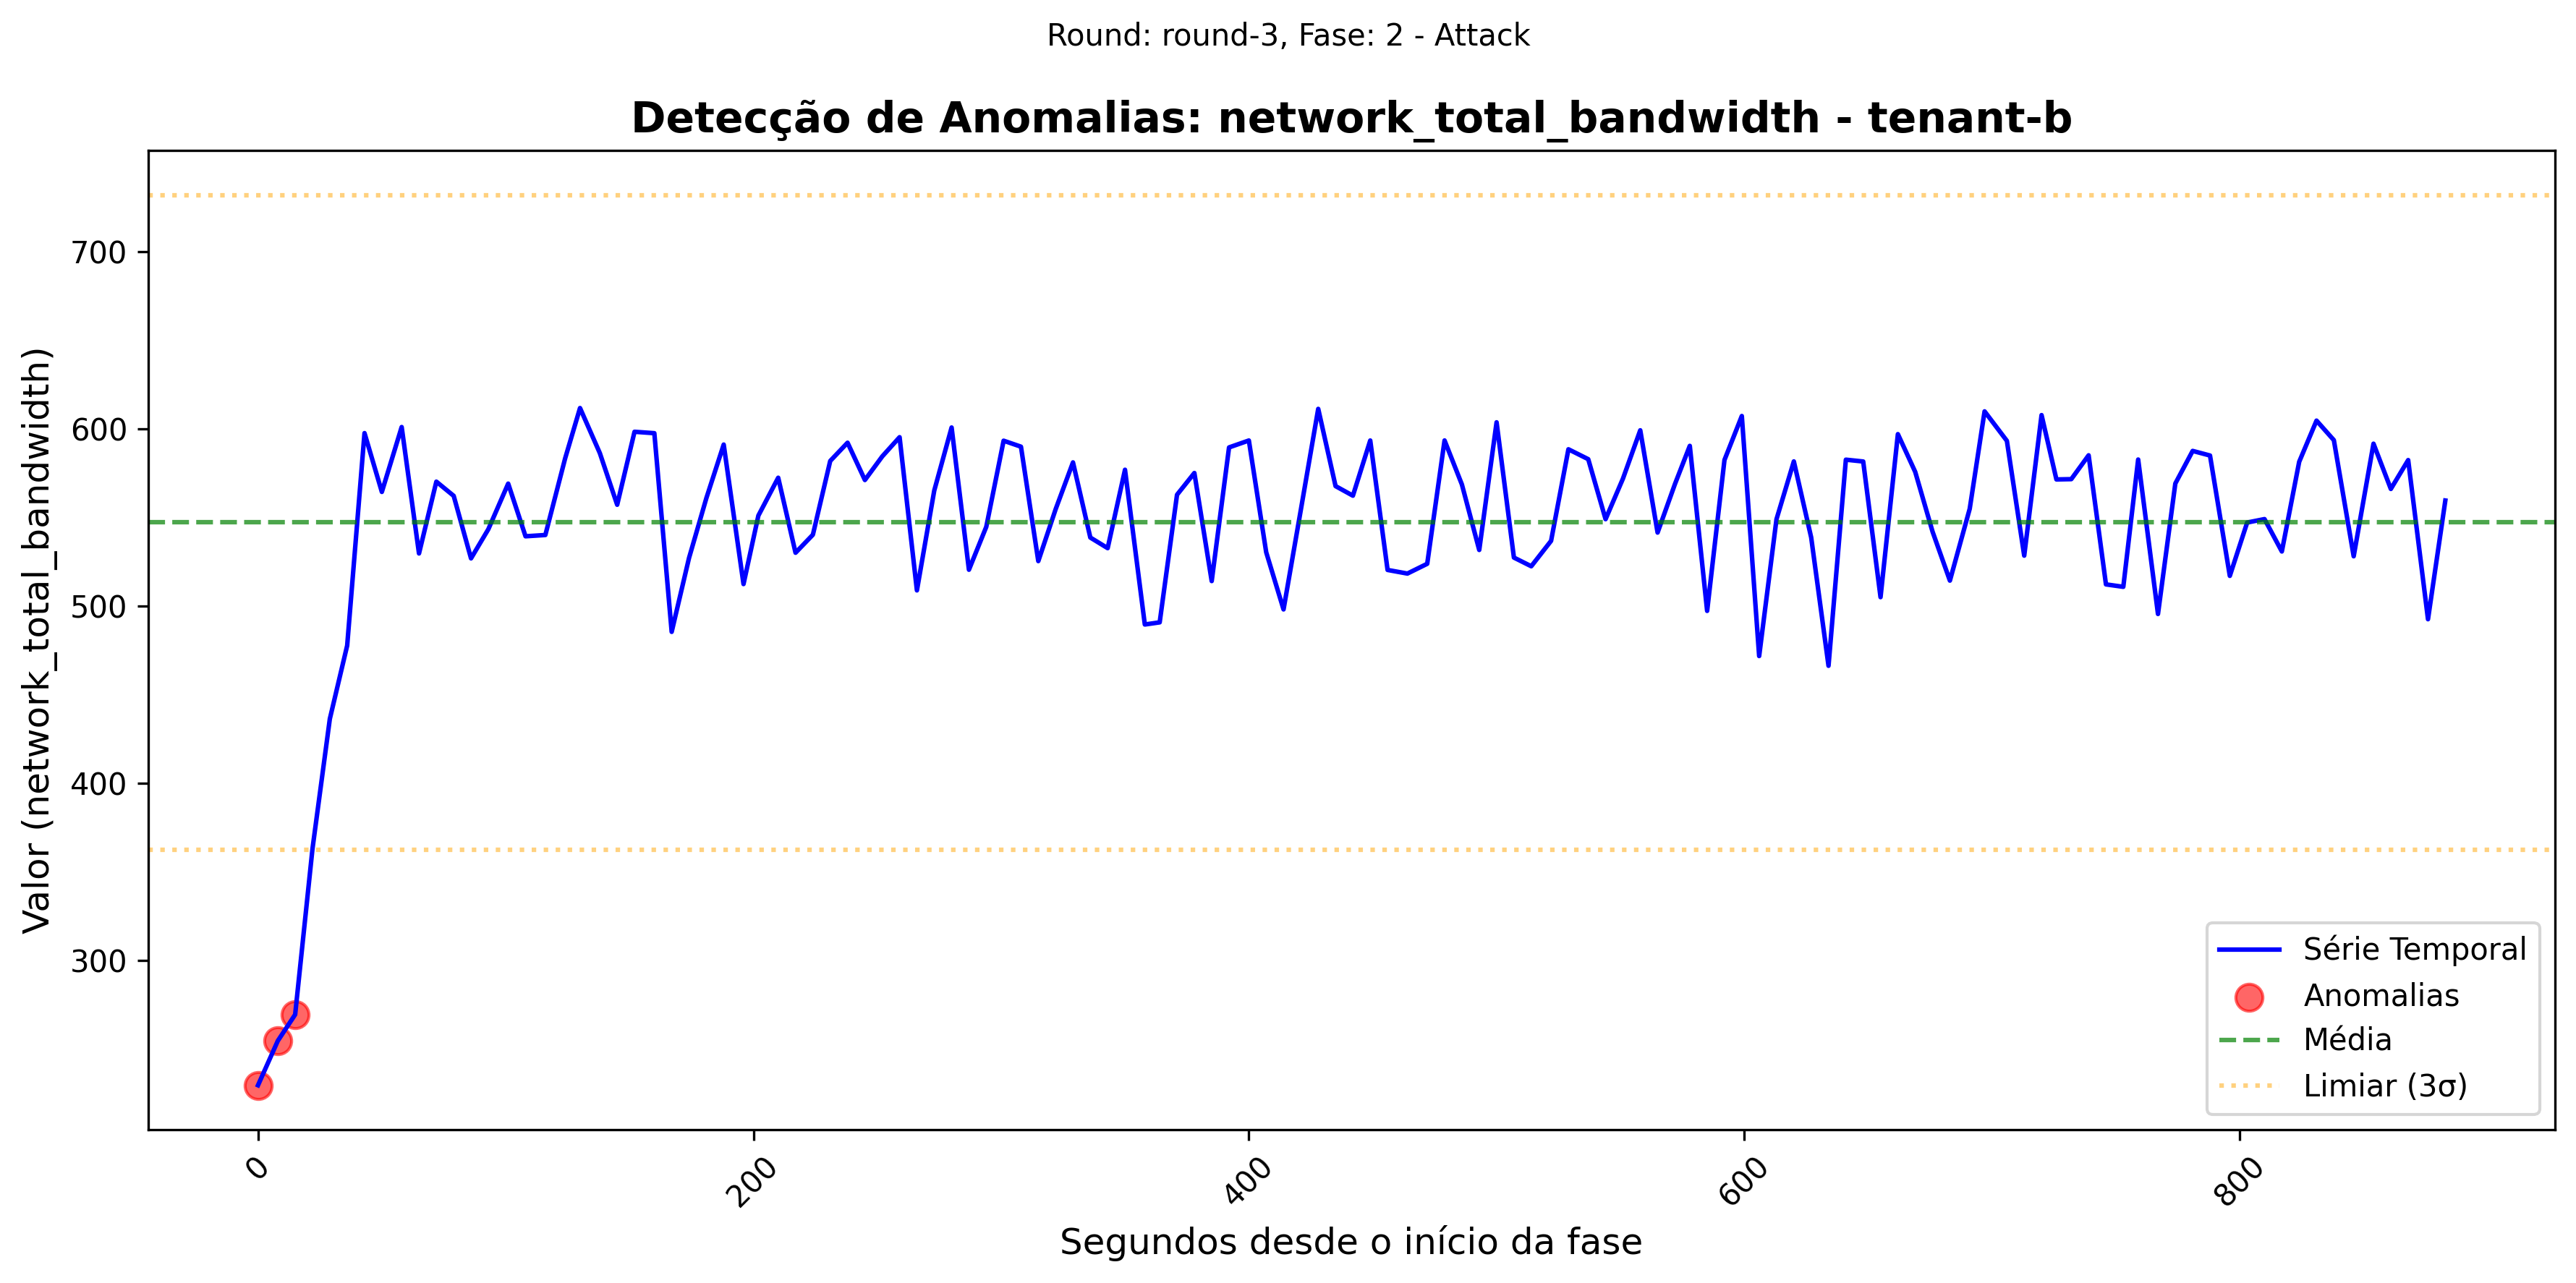 Round: round-3, Fase: 2 - Attack
Detecção de Anomalias: network_total_bandwidth - tenant-b
Valor (network_total_bandwidth)
700
600
500
400
300
0
200
400
600
800
Segundos desde o início da fase
Série Temporal
Anomalias
Média
Limiar (3σ)